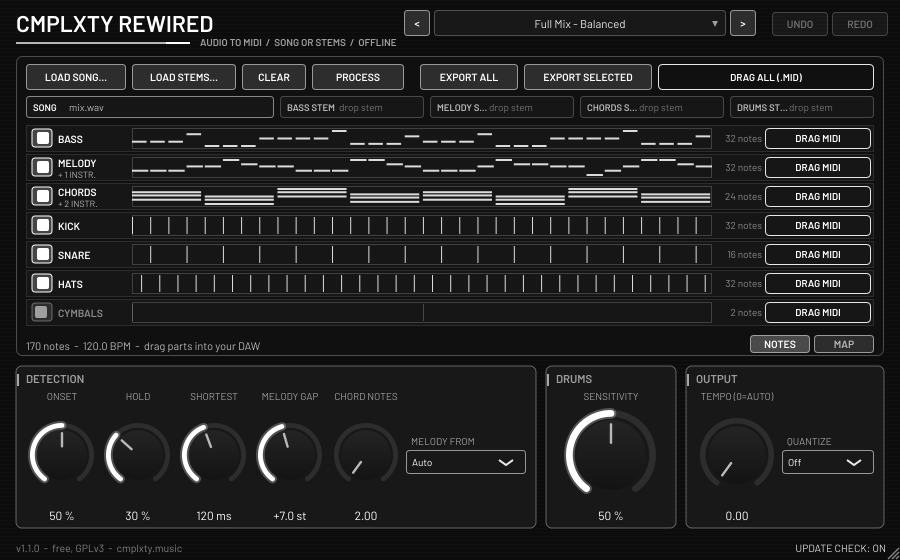 CMPLXTY REWIRED
AUDIO TO MIDI / SONG OR STEMS / OFFLINE
<
Full Mix - Balanced
>
UNDO
REDO
LOAD SONG...
LOAD STEMS...
CLEAR
PROCESS
EXPORT ALL
EXPORT SELECTED
DRAG ALL (.MID)
SONG mix.wav
BASS STEM drop stem
MELODY S... drop stem
CHORDS S... drop stem
DRUMS ST... drop stem
BASS
32 notes
DRAG MIDI
MELODY
+ 1 INSTR.
32 notes
DRAG MIDI
CHORDS
+ 2 INSTR.
24 notes
DRAG MIDI
KICK
32 notes
DRAG MIDI
SNARE
16 notes
DRAG MIDI
HATS
32 notes
DRAG MIDI
CYMBALS
2 notes
DRAG MIDI
170 notes - 120.0 BPM - drag parts into your DAW
NOTES
MAP
DETECTION
ONSET
HOLD
SHORTEST
MELODY GAP
CHORD NOTES
MELODY FROM
Auto
50 %
30 %
120 ms
+7.0 st
2.00
DRUMS
SENSITIVITY
50 %
OUTPUT
TEMPO (0=AUTO)
QUANTIZE
Off
0.00
v1.1.0 - free, GPLv3 - cmplxty.music
UPDATE CHECK: ON